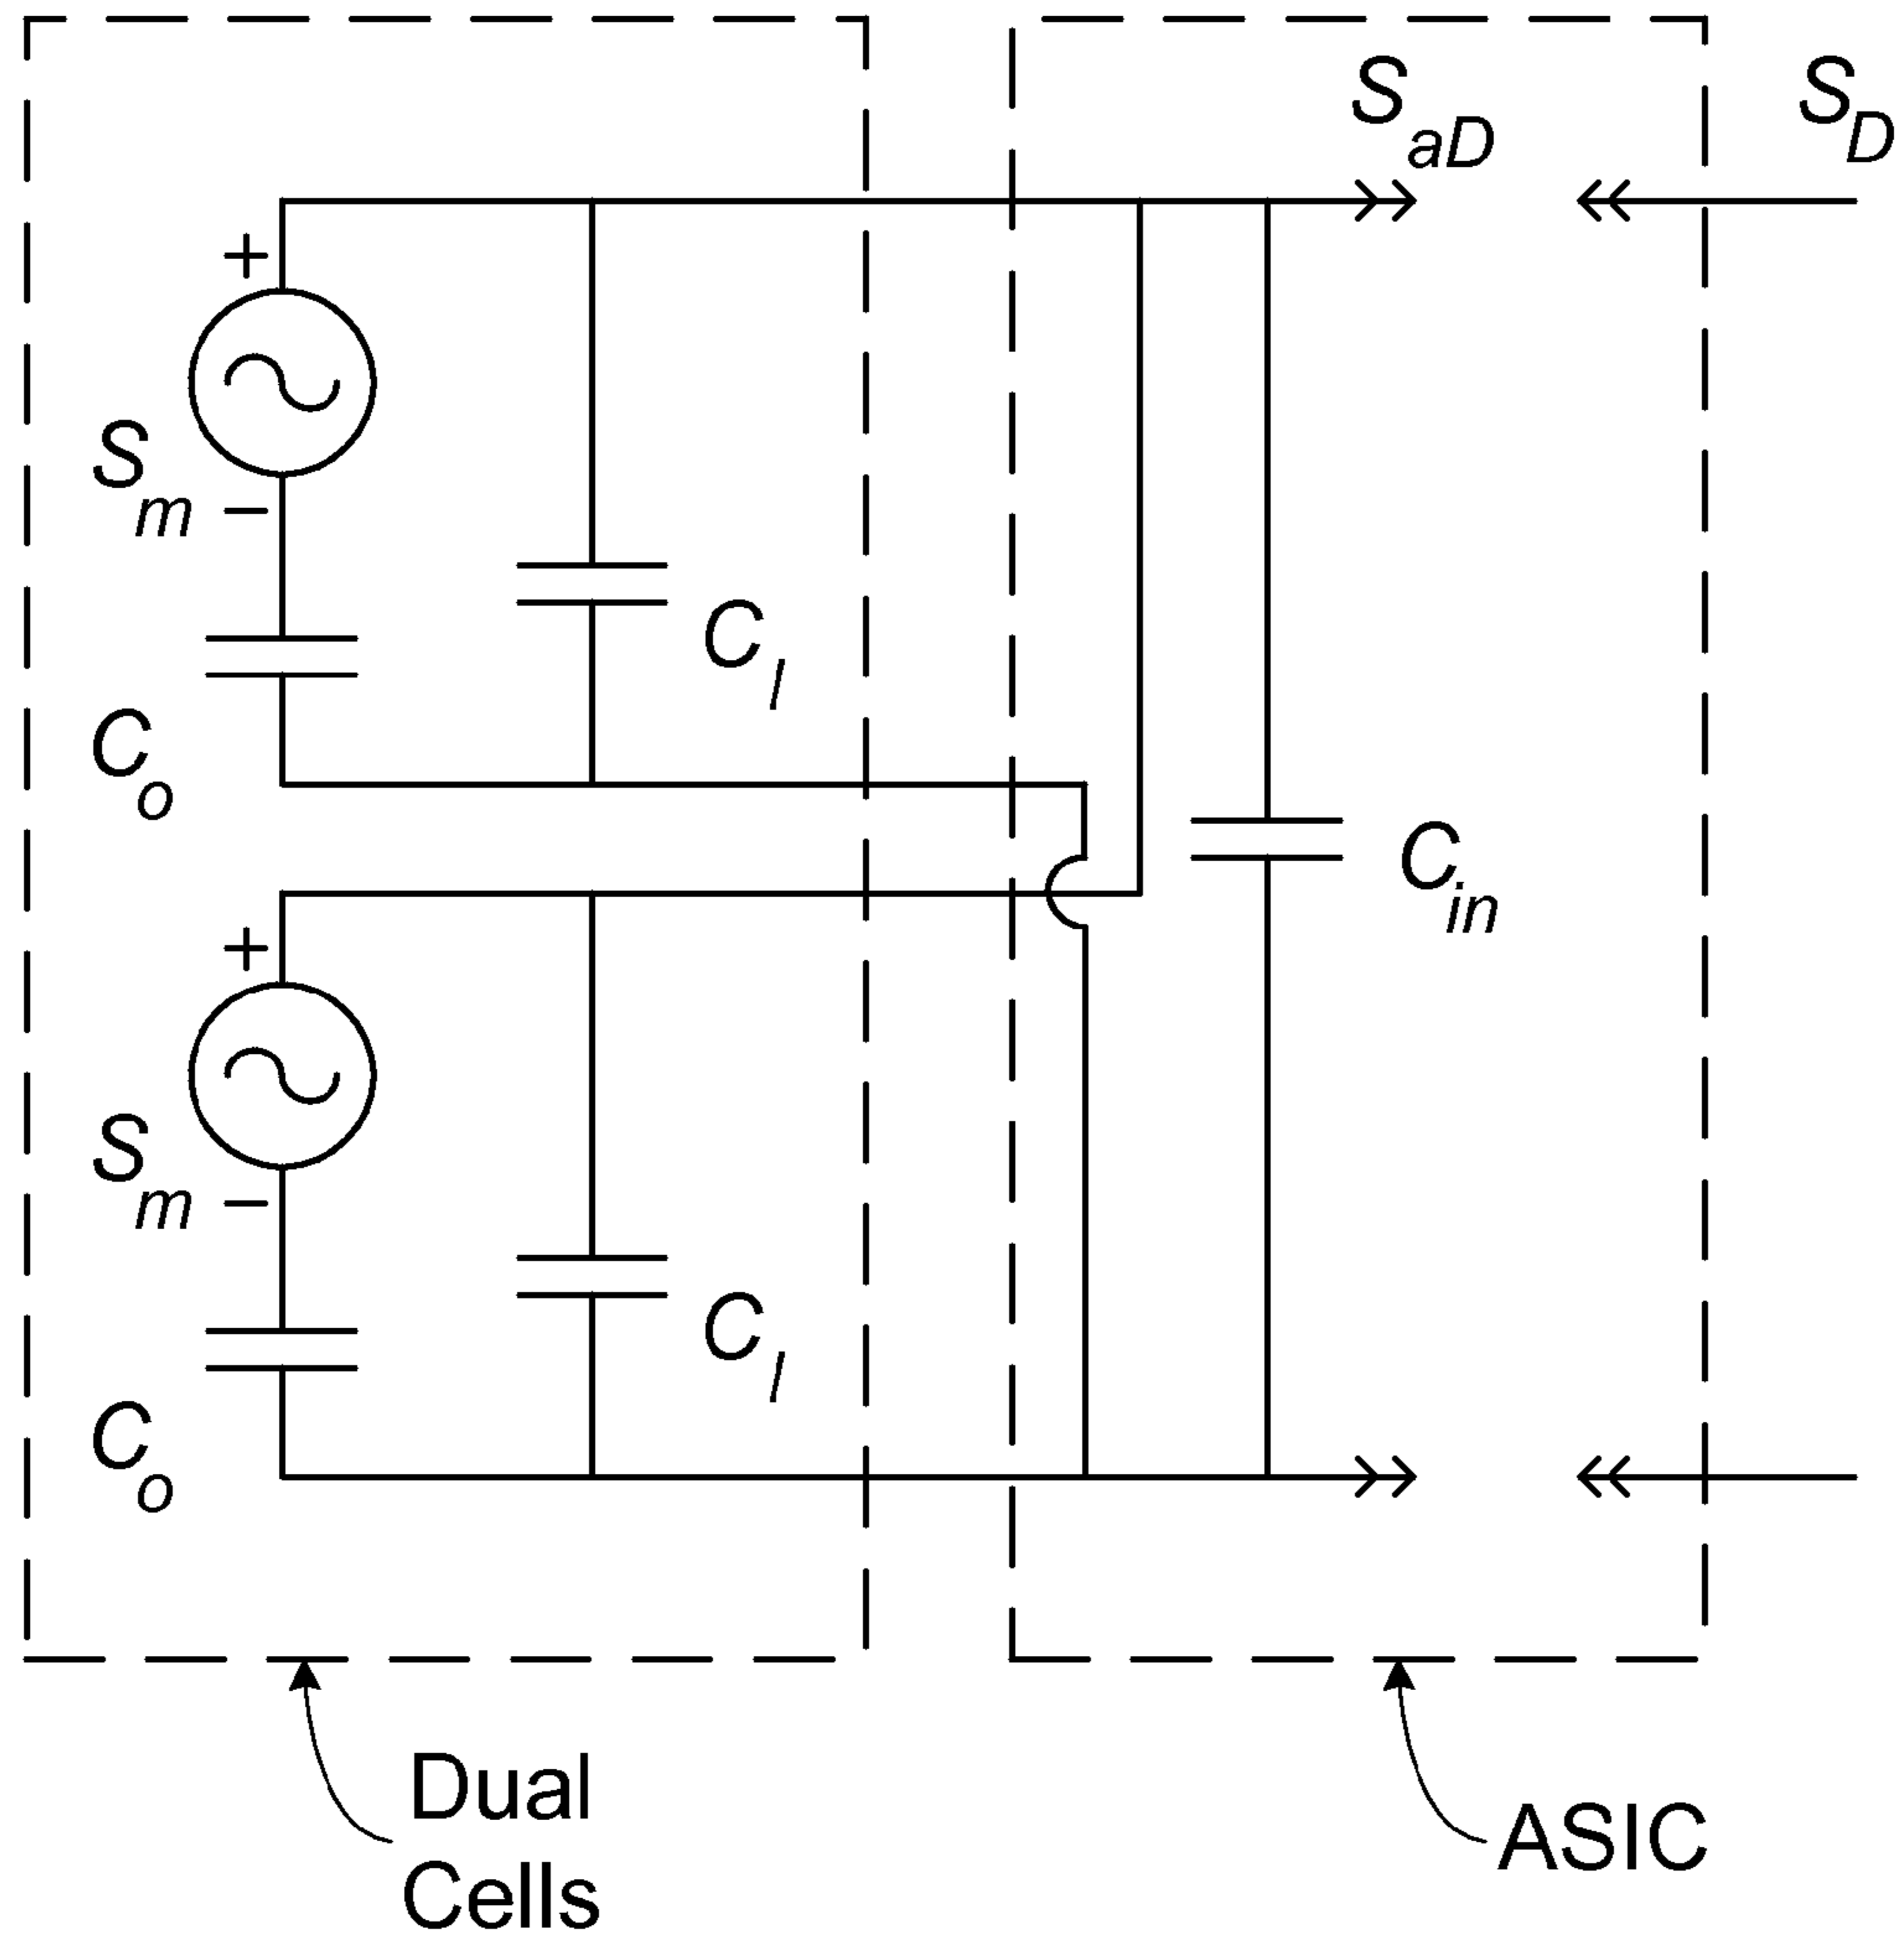 S_aD
S_D
+
S_m
−
C_l
C_o
C_in
+
S_m
−
C_l
C_o
Dual
Cells
ASIC